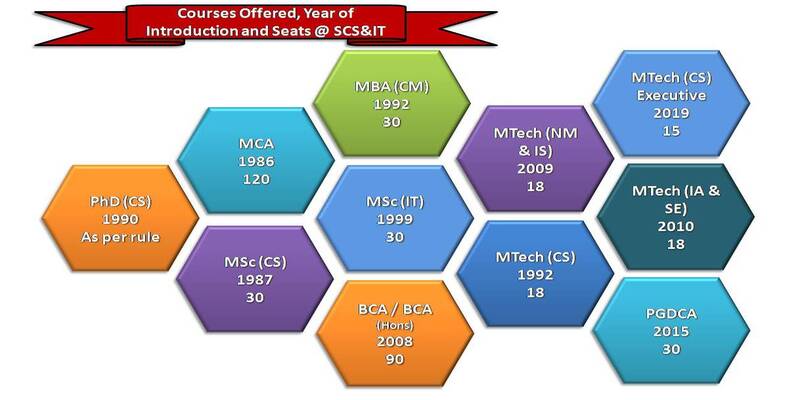 Courses Offered, Year of
Introduction and Seats @ SCS&IT
PhD (CS)
1990
As per rule
MCA
1986
120
MSc (CS)
1987
30
MBA (CM)
1992
30
MSc (IT)
1999
30
BCA / BCA
(Hons)
2008
90
MTech (NM
& IS)
2009
18
MTech (CS)
1992
18
MTech (CS)
Executive
2019
15
MTech (IA &
SE)
2010
18
PGDCA
2015
30